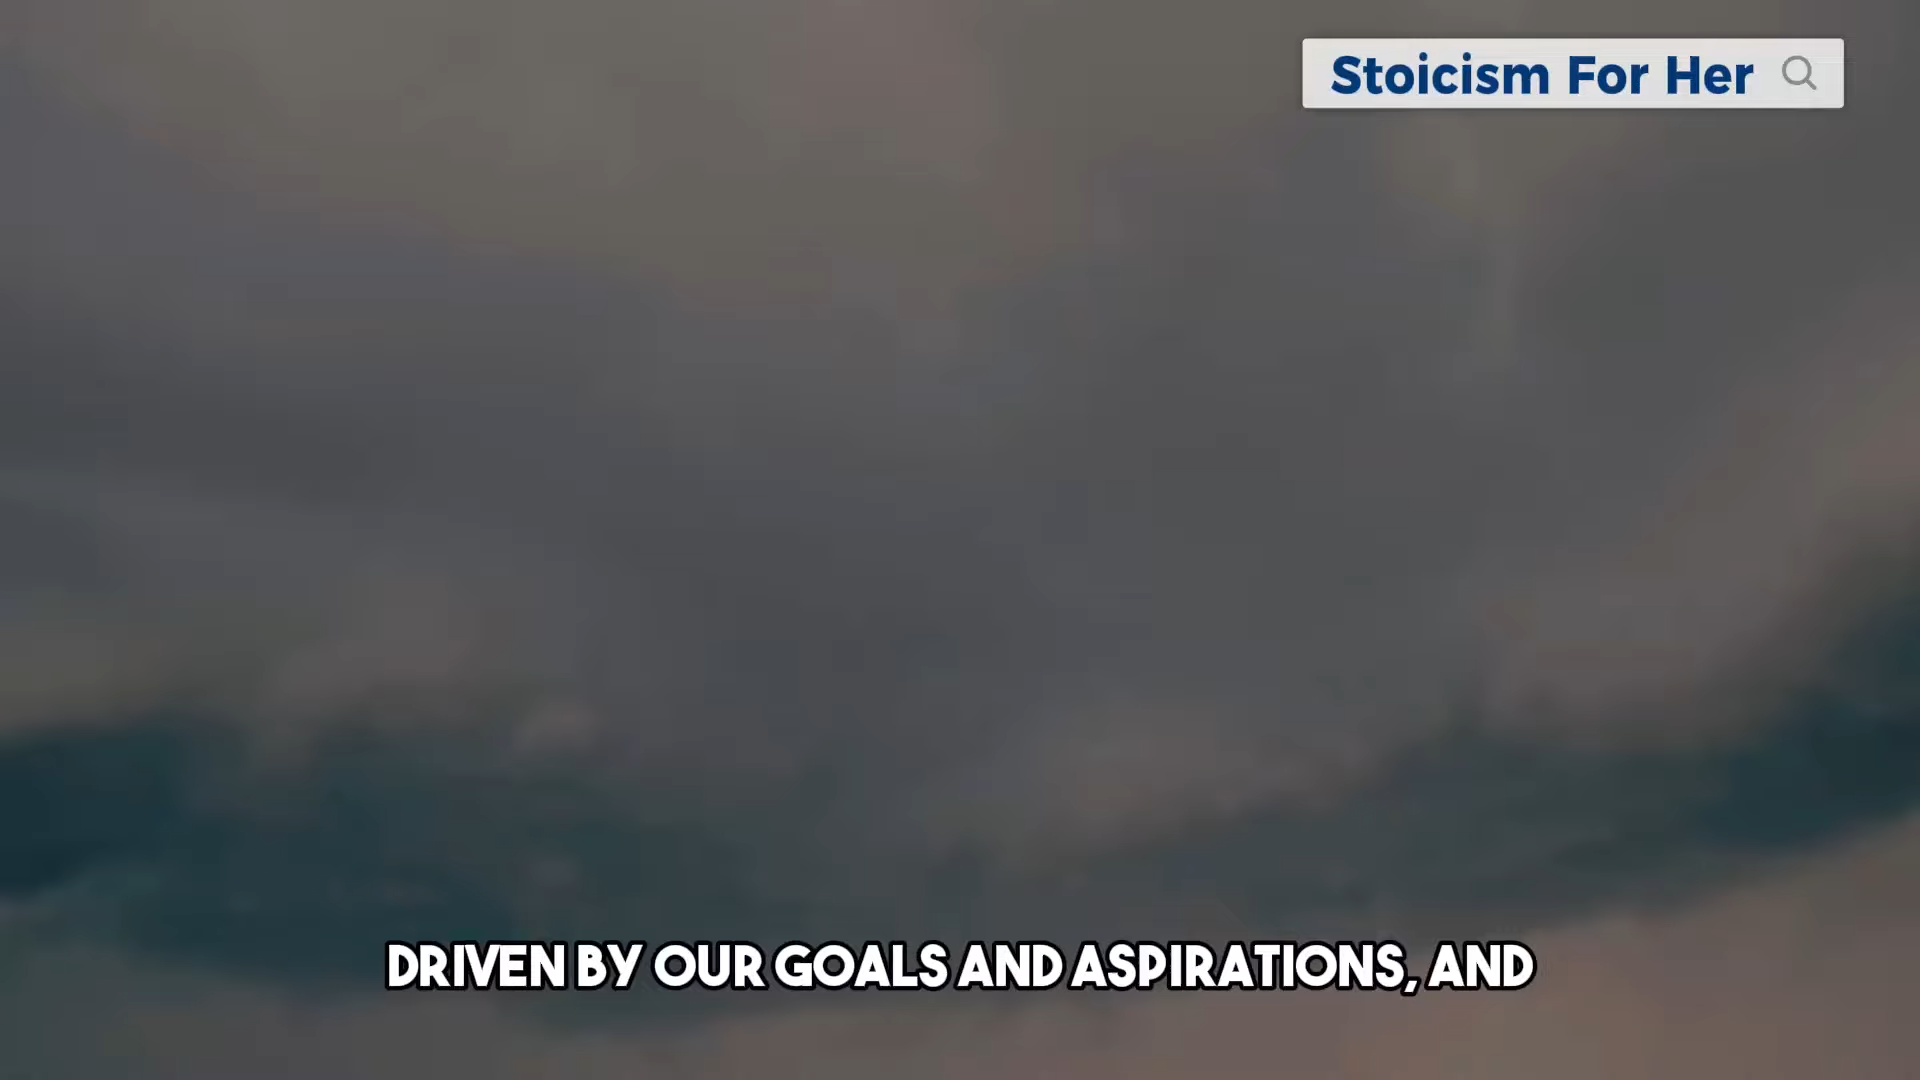 Stoicism For Her
DRIVEN BY OUR GOALS AND ASPIRATIONS, AND